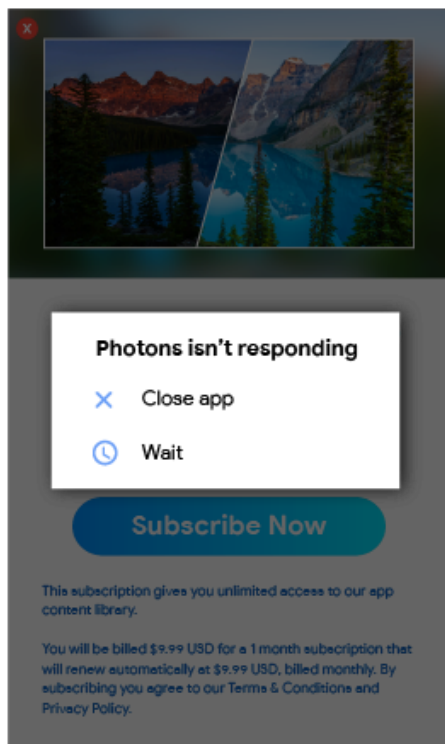 X
Photons isn't responding
Close app
Wait
Subscribe Now
This subscription gives you unlimited access to our app
content library.
You will be billed $9.99 USD for a 1 month subscription that
will renew automatically at $9.99 USD, billed monthly. By
subscribing you agree to our Terms & Conditions and
Privacy Policy.